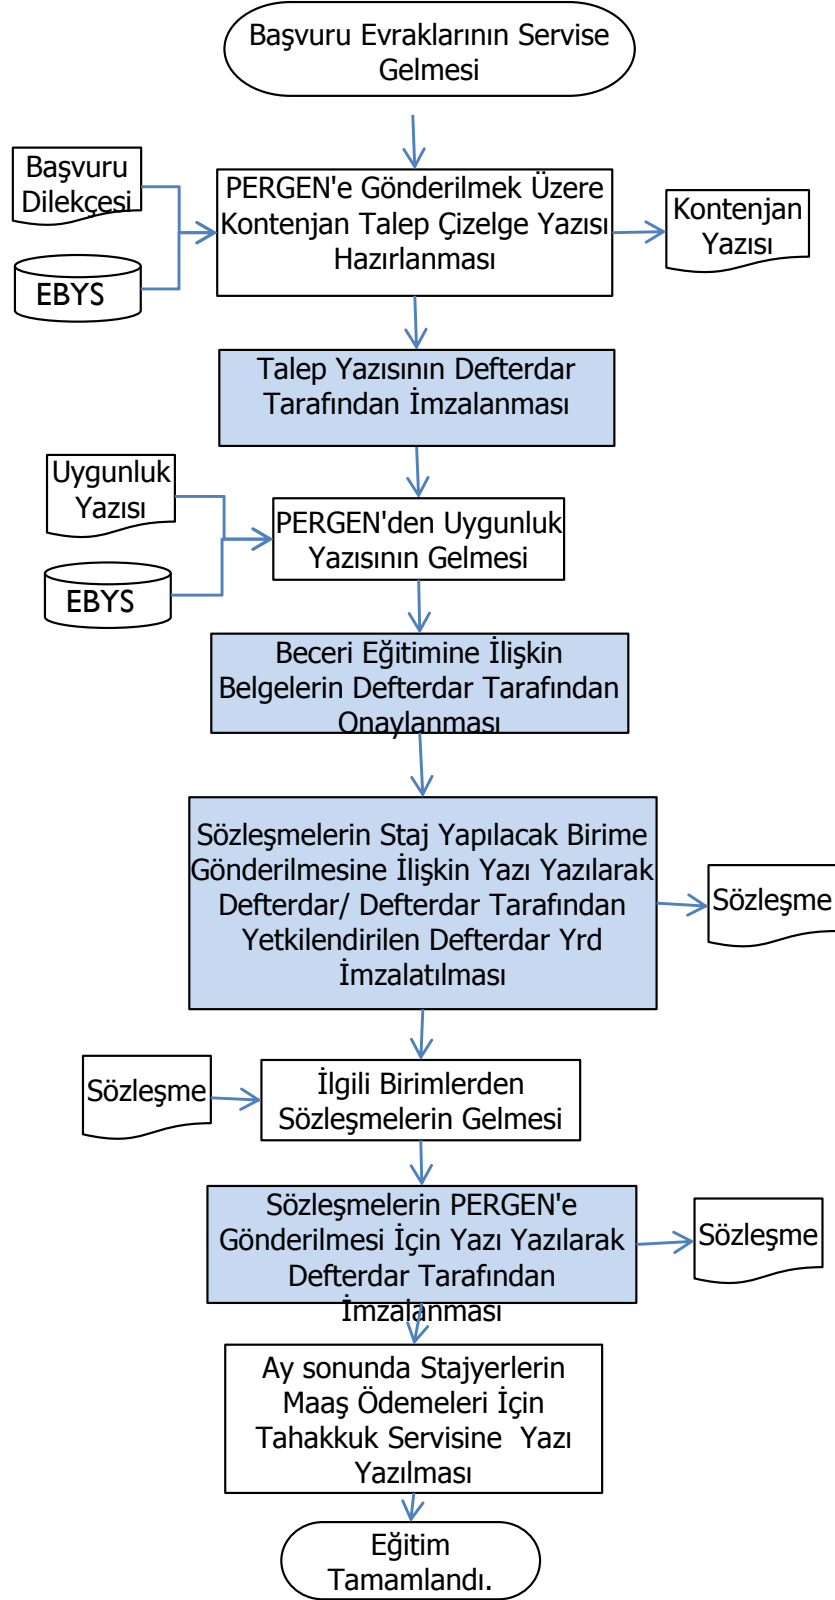 Başvuru Evraklarının Servise
Gelmesi
Başvuru
Dilekçesi
EBYS
PERGEN'e Gönderilmek Üzere
Kontenjan Talep Çizelge Yazısı
Hazırlanması
Kontenjan
Yazısı
Talep Yazısının Defterdar
Tarafından İmzalanması
Uygunluk
Yazısı
EBYS
PERGEN'den Uygunluk
Yazısının Gelmesi
Beceri Eğitimine İlişkin
Belgelerin Defterdar Tarafından
Onaylanması
Sözleşmelerin Staj Yapılacak Birime
Gönderilmesine İlişkin Yazı Yazılarak
Defterdar/ Defterdar Tarafından
Yetkilendirilen Defterdar Yrd
İmzalatılması
Sözleşme
Sözleşme
İlgili Birimlerden
Sözleşmelerin Gelmesi
Sözleşmelerin PERGEN'e
Gönderilmesi İçin Yazı Yazılarak
Defterdar Tarafından
İmzalanması
Sözleşme
Ay sonunda Stajyerlerin
Maaş Ödemeleri İçin
Tahakkuk Servisine  Yazı
Yazılması
Eğitim
Tamamlandı.